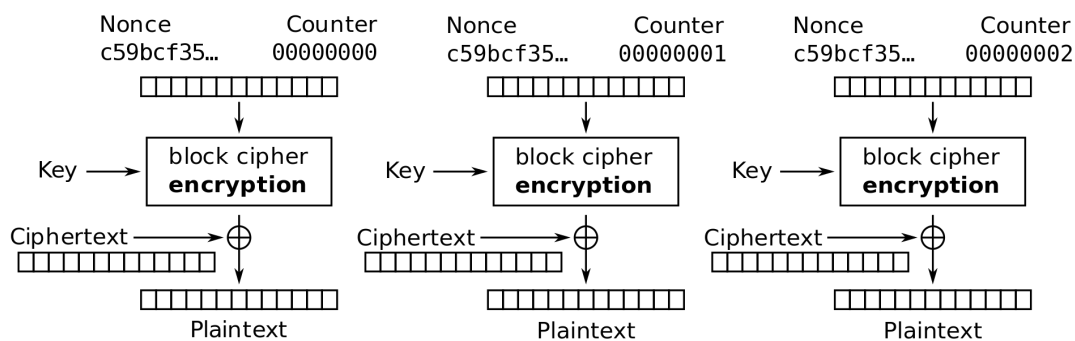 Nonce Counter Nonce Counter Nonce Counter
c59bcf35… 00000000 c59bcf35… 00000001 c59bcf35… 00000002
block cipher block cipher block cipher
Key Key Key
encryption encryption encryption
Ciphertext Ciphertext Ciphertext
Plaintext Plaintext Plaintext